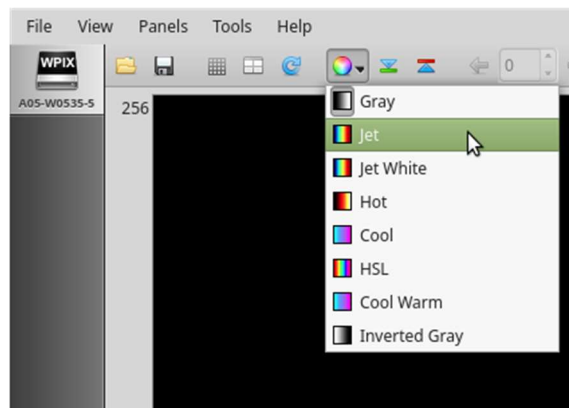 File View Panels Tools Help
WPIX
A05-W0535-5
0
256
Gray
Jet
Jet White
Hot
Cool
HSL
Cool Warm
Inverted Gray